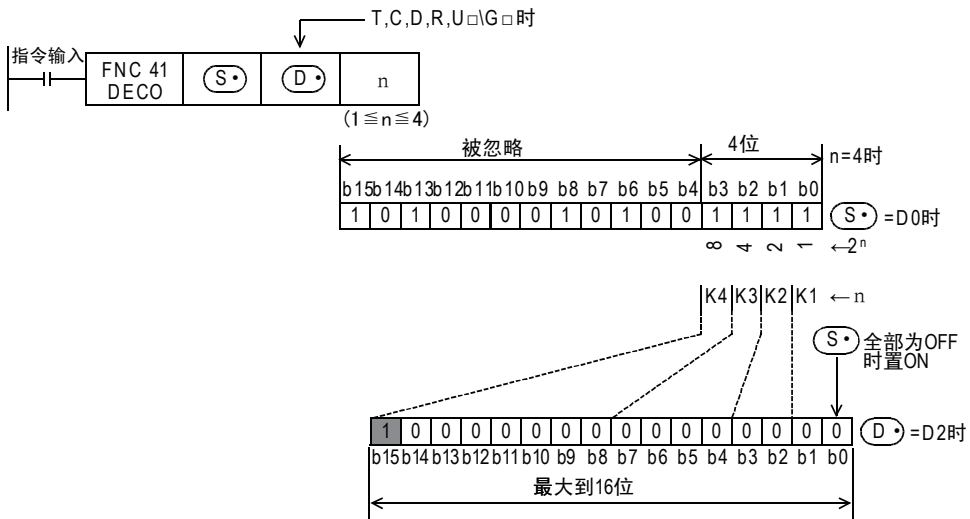 T,C,D,R,U□\G□时
指令输入
FNC 41
DECO
S・
D・
n
(1≦n≦4)
被忽略
4位
n=4时
b15 b14 b13 b12 b11 b10 b9 b8 b7 b6 b5 b4 b3 b2 b1 b0
1 0 1 0 0 0 0 1 0 1 0 0 1 1 1 1
S・ =D0时
8 4 2 1 ←2ⁿ
K4 K3 K2 K1 ←n
S・ 全部为OFF
时置ON
1 0 0 0 0 0 0 0 0 0 0 0 0 0 0 0
D・ =D2时
b15 b14 b13 b12 b11 b10 b9 b8 b7 b6 b5 b4 b3 b2 b1 b0
最大到16位